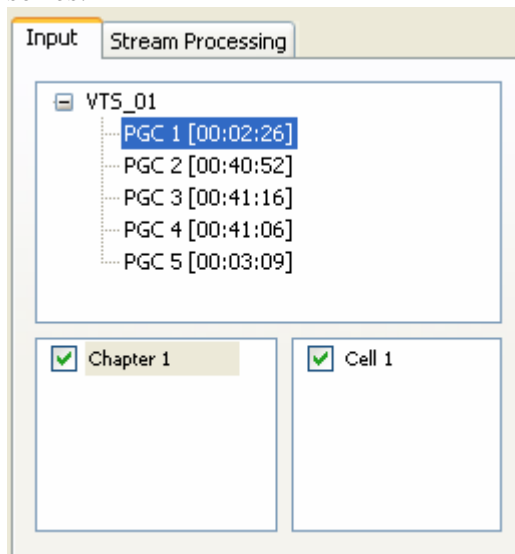 Input Stream Processing
VTS_01
PGC 1 [00:02:26]
PGC 2 [00:40:52]
PGC 3 [00:41:16]
PGC 4 [00:41:06]
PGC 5 [00:03:09]
Chapter 1 Cell 1